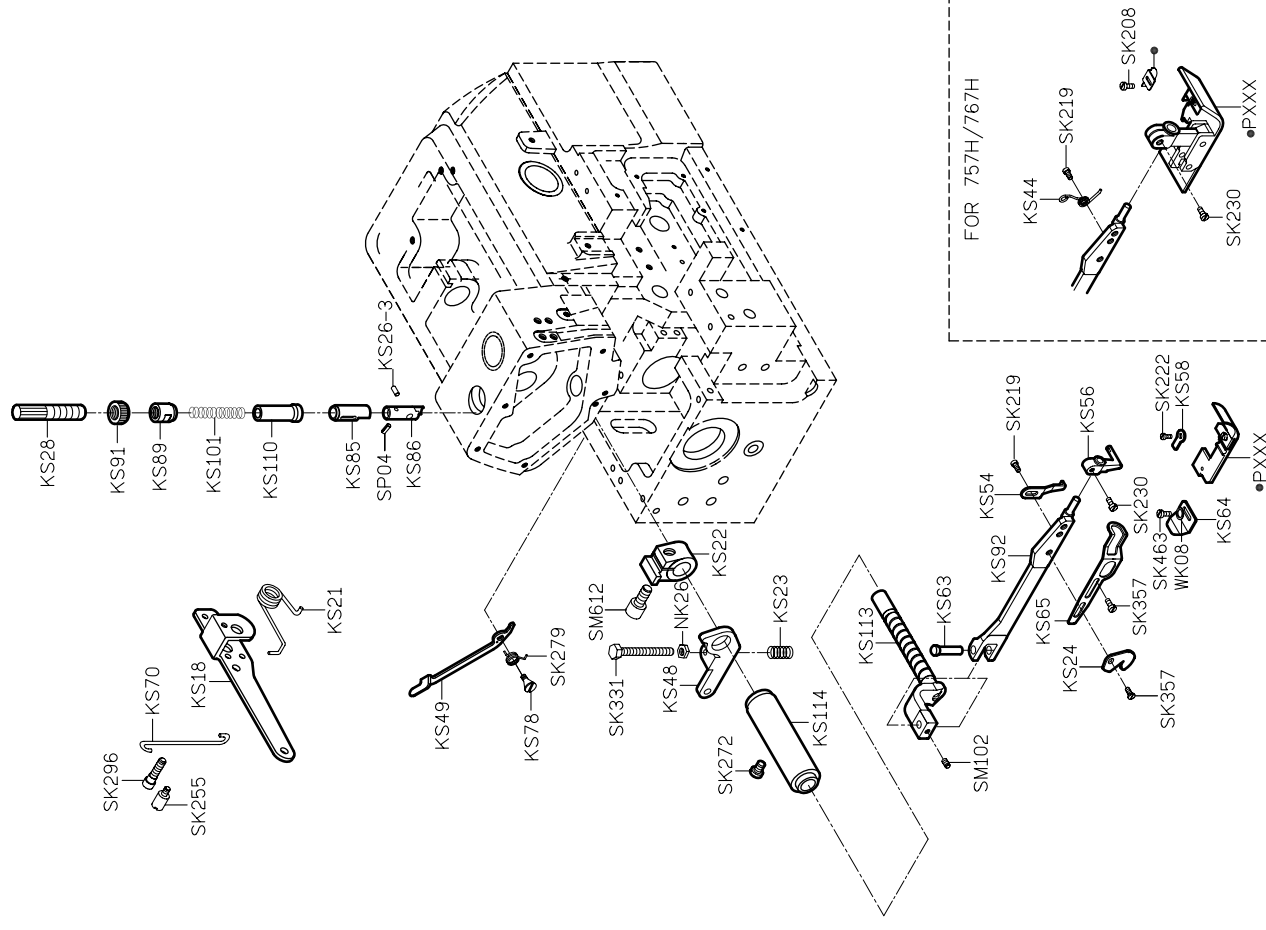 KS28
KS91
KS89
KS101
KS110
KS85
SP04
KS86
KS26-3
FOR 757H/767H
SK208
SK219
KS44
●PXXX
SK230
SK219
KS54
KS56
SK222
KS58
●PXXX
SK230
SK463
WK08
KS64
KS92
KS65
SK357
KS24
SK357
KS63
KS113
SM102
KS22
SM612
NK26
KS23
SK331
KS48
KS114
SK272
KS49
SK279
KS78
KS21
KS18
KS70
SK296
SK255